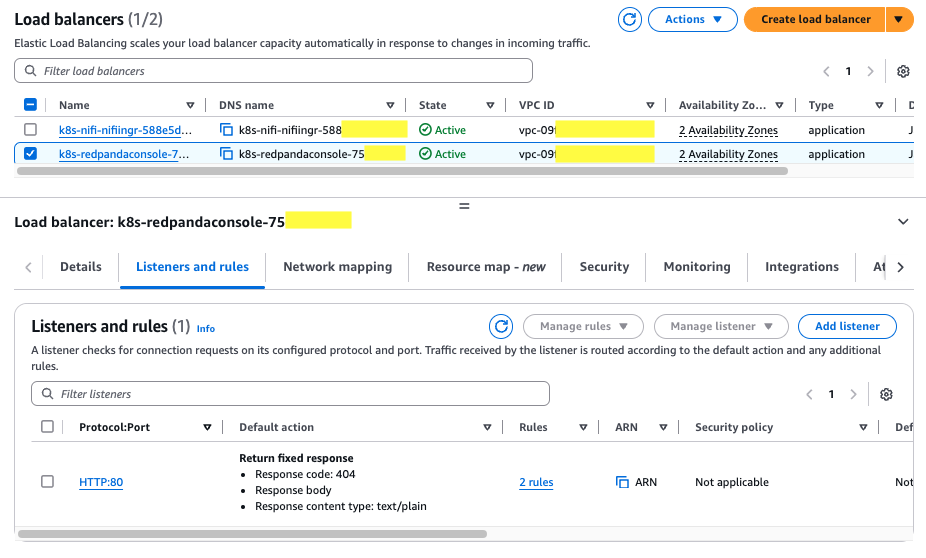 Load balancers (1/2)
Actions
Create load balancer
Elastic Load Balancing scales your load balancer capacity automatically in response to changes in incoming traffic.
Filter load balancers
1
Name
DNS name
State
VPC ID
Availability Zo...
Type
k8s-nifi-nifiingr-588e5d...
k8s-nifi-nifiingr-588
Active
vpc-09
2 Availability Zones
application
k8s-redpandaconsole-7...
k8s-redpandaconsole-75
Active
vpc-09
2 Availability Zones
application
Load balancer: k8s-redpandaconsole-75
Details
Listeners and rules
Network mapping
Resource map - new
Security
Monitoring
Integrations
Listeners and rules (1)
Info
Manage rules
Manage listener
Add listener
A listener checks for connection requests on its configured protocol and port. Traffic received by the listener is routed according to the default action and any additional
rules.
Filter listeners
1
Protocol:Port
Default action
Rules
ARN
Security policy
Def
HTTP:80
Return fixed response
• Response code: 404
• Response body
• Response content type: text/plain
2 rules
ARN
Not applicable
Not